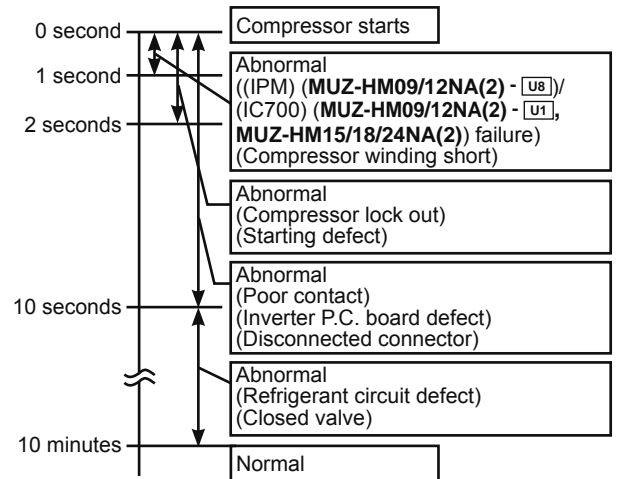 0 second
Compressor starts
1 second
Abnormal
((IPM) (MUZ-HM09/12NA(2) - U8)/
(IC700) (MUZ-HM09/12NA(2) - U1,
MUZ-HM15/18/24NA(2)) failure)
(Compressor winding short)
2 seconds
Abnormal
(Compressor lock out)
(Starting defect)
Abnormal
(Poor contact)
(Inverter P.C. board defect)
(Disconnected connector)
10 seconds
Abnormal
(Refrigerant circuit defect)
(Closed valve)
10 minutes
Normal